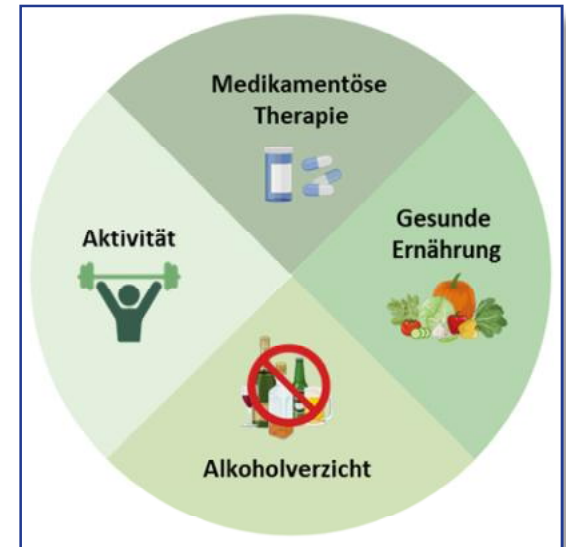 Medikamentöse
Therapie
Gesunde
Ernährung
Aktivität
Alkoholverzicht